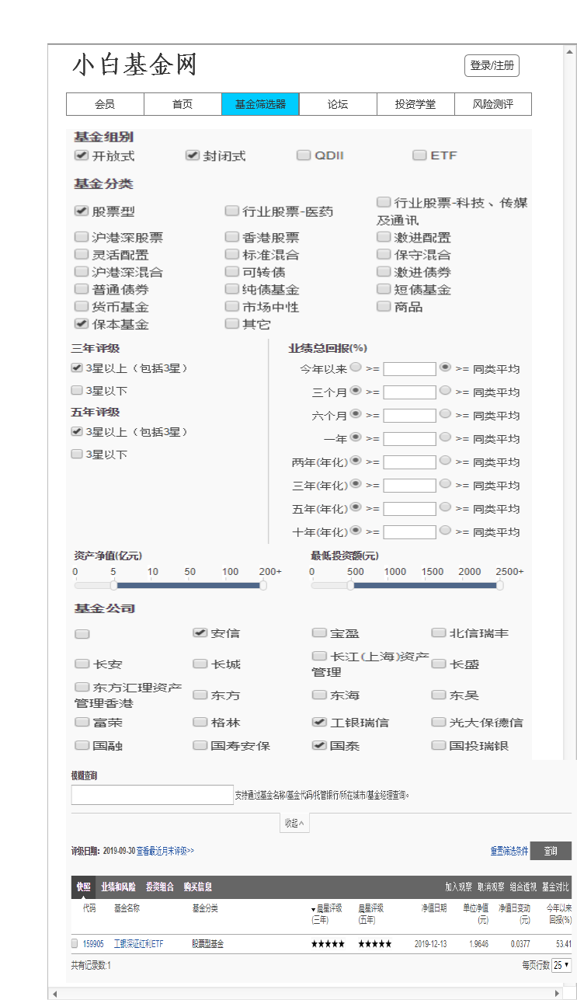 小白基金网
登录/注册
会员 首页 基金筛选器 论坛 投资学堂 风险测评
基金组别
开放式 封闭式 QDII ETF
基金分类
股票型 行业股票-医药 行业股票-科技、传媒及通讯
沪港深股票 香港股票 激进配置
灵活配置 标准混合 保守混合
沪港深混合 可转债 激进债券
普通债券 纯债基金 短债基金
货币基金 市场中性 商品
保本基金 其它
三年评级
3星以上（包括3星）
3星以下
五年评级
3星以上（包括3星）
3星以下
业绩总回报(%)
今年以来 >= >= 同类平均
三个月 >= >= 同类平均
六个月 >= >= 同类平均
一年 >= >= 同类平均
两年(年化) >= >= 同类平均
三年(年化) >= >= 同类平均
五年(年化) >= >= 同类平均
十年(年化) >= >= 同类平均
资产净值(亿元)
0 5 10 50 100 200+
最低投资额(元)
0 500 1000 1500 2000 2500+
基金公司
安信 宝盈 北信瑞丰
长安 长城 长江(上海)资产管理 长盛
东方汇理资产管理香港 东方 东海 东吴
富荣 格林 工银瑞信 光大保德信
国融 国寿安保 国泰 国投瑞银
模糊查询
支持通过基金名称/基金代码/托管银行/所在城市/基金经理查询。
收起
评级日期：2019-09-30 查看最近月末评级>> 重置筛选条件 查询
快照 业绩和风险 投资组合 购买信息 加入观察 取消观察 组合透视 基金对比
代码 基金名称 基金分类 ▼晨星评级(三年) 晨星评级(五年) 净值日期 单位净值(元) 净值日变动(元) 今年以来回报(%)
159905 工银深证红利ETF 股票型基金 ★★★★★ ★★★★★ 2019-12-13 1.9646 0.0377 53.41
共有记录数:1 每页行数 25